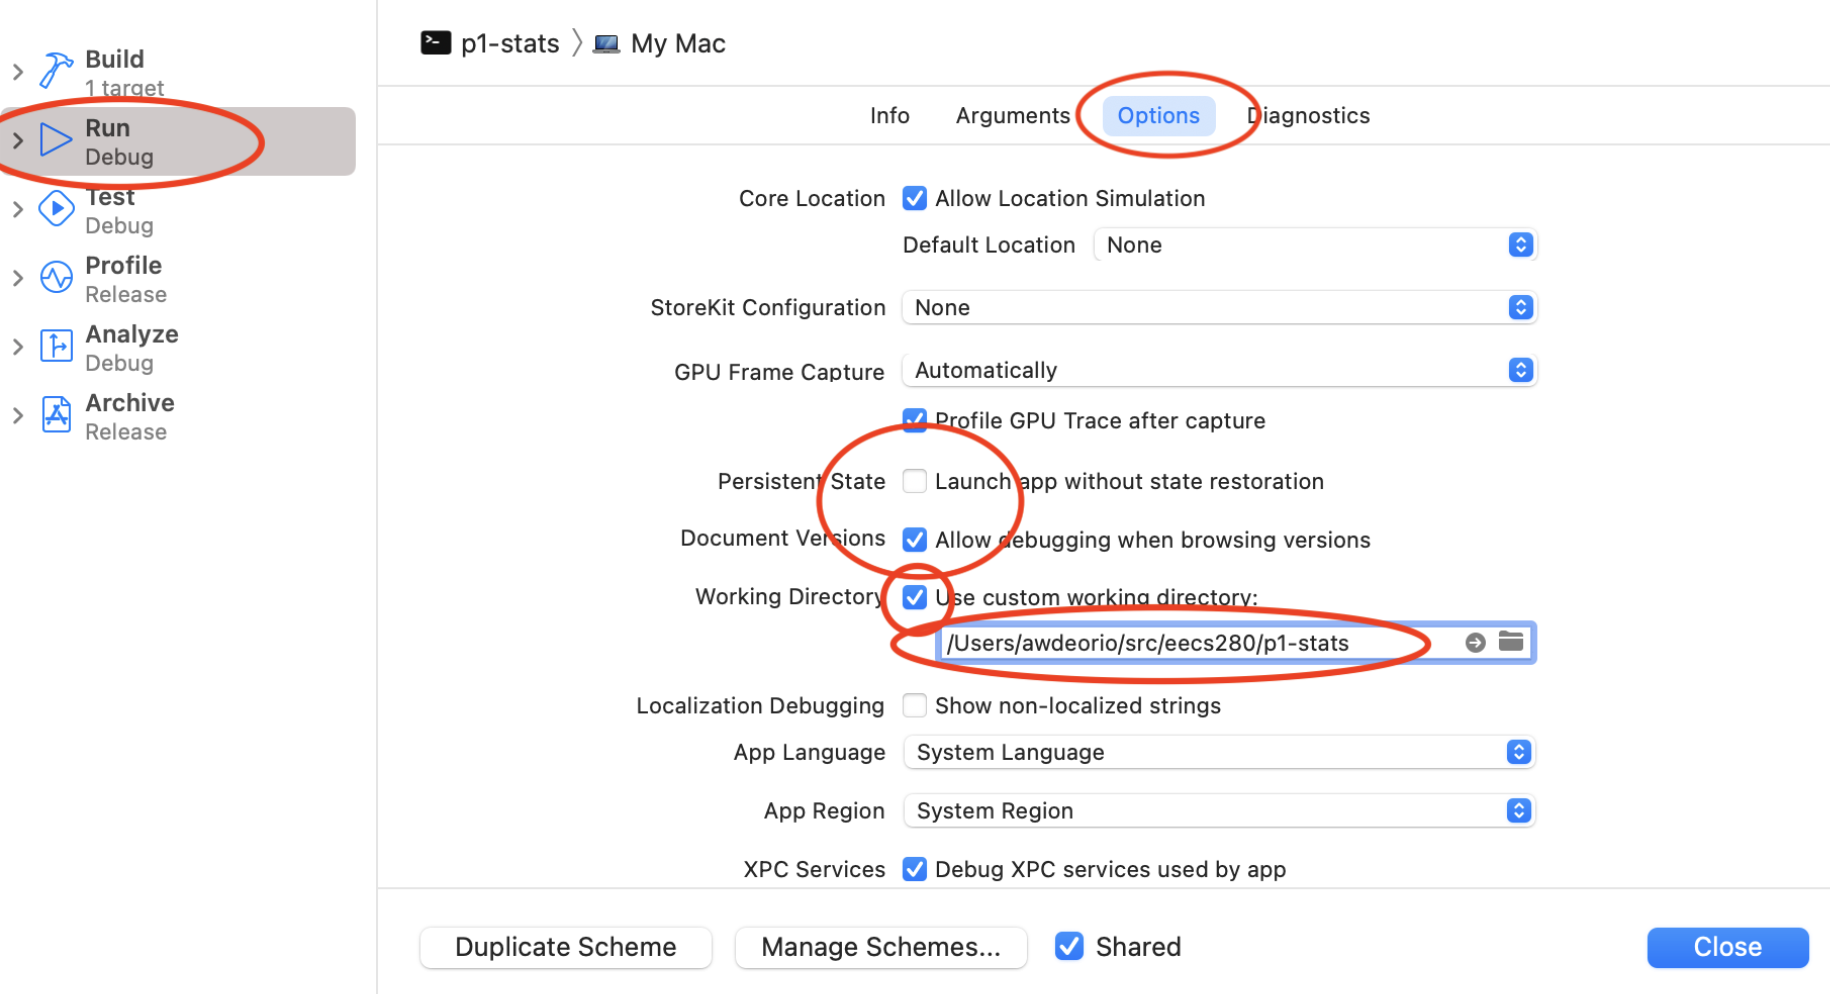 Build
1 target
Run
Debug
Test
Debug
Profile
Release
Analyze
Debug
Archive
Release
p1-stats My Mac
Info Arguments Options Diagnostics
Core Location Allow Location Simulation
Default Location None
StoreKit Configuration None
GPU Frame Capture Automatically
Profile GPU Trace after capture
Persistent State Launch app without state restoration
Document Versions Allow debugging when browsing versions
Working Directory Use custom working directory:
/Users/awdeorio/src/eecs280/p1-stats
Localization Debugging Show non-localized strings
App Language System Language
App Region System Region
XPC Services Debug XPC services used by app
Duplicate Scheme Manage Schemes... Shared Close